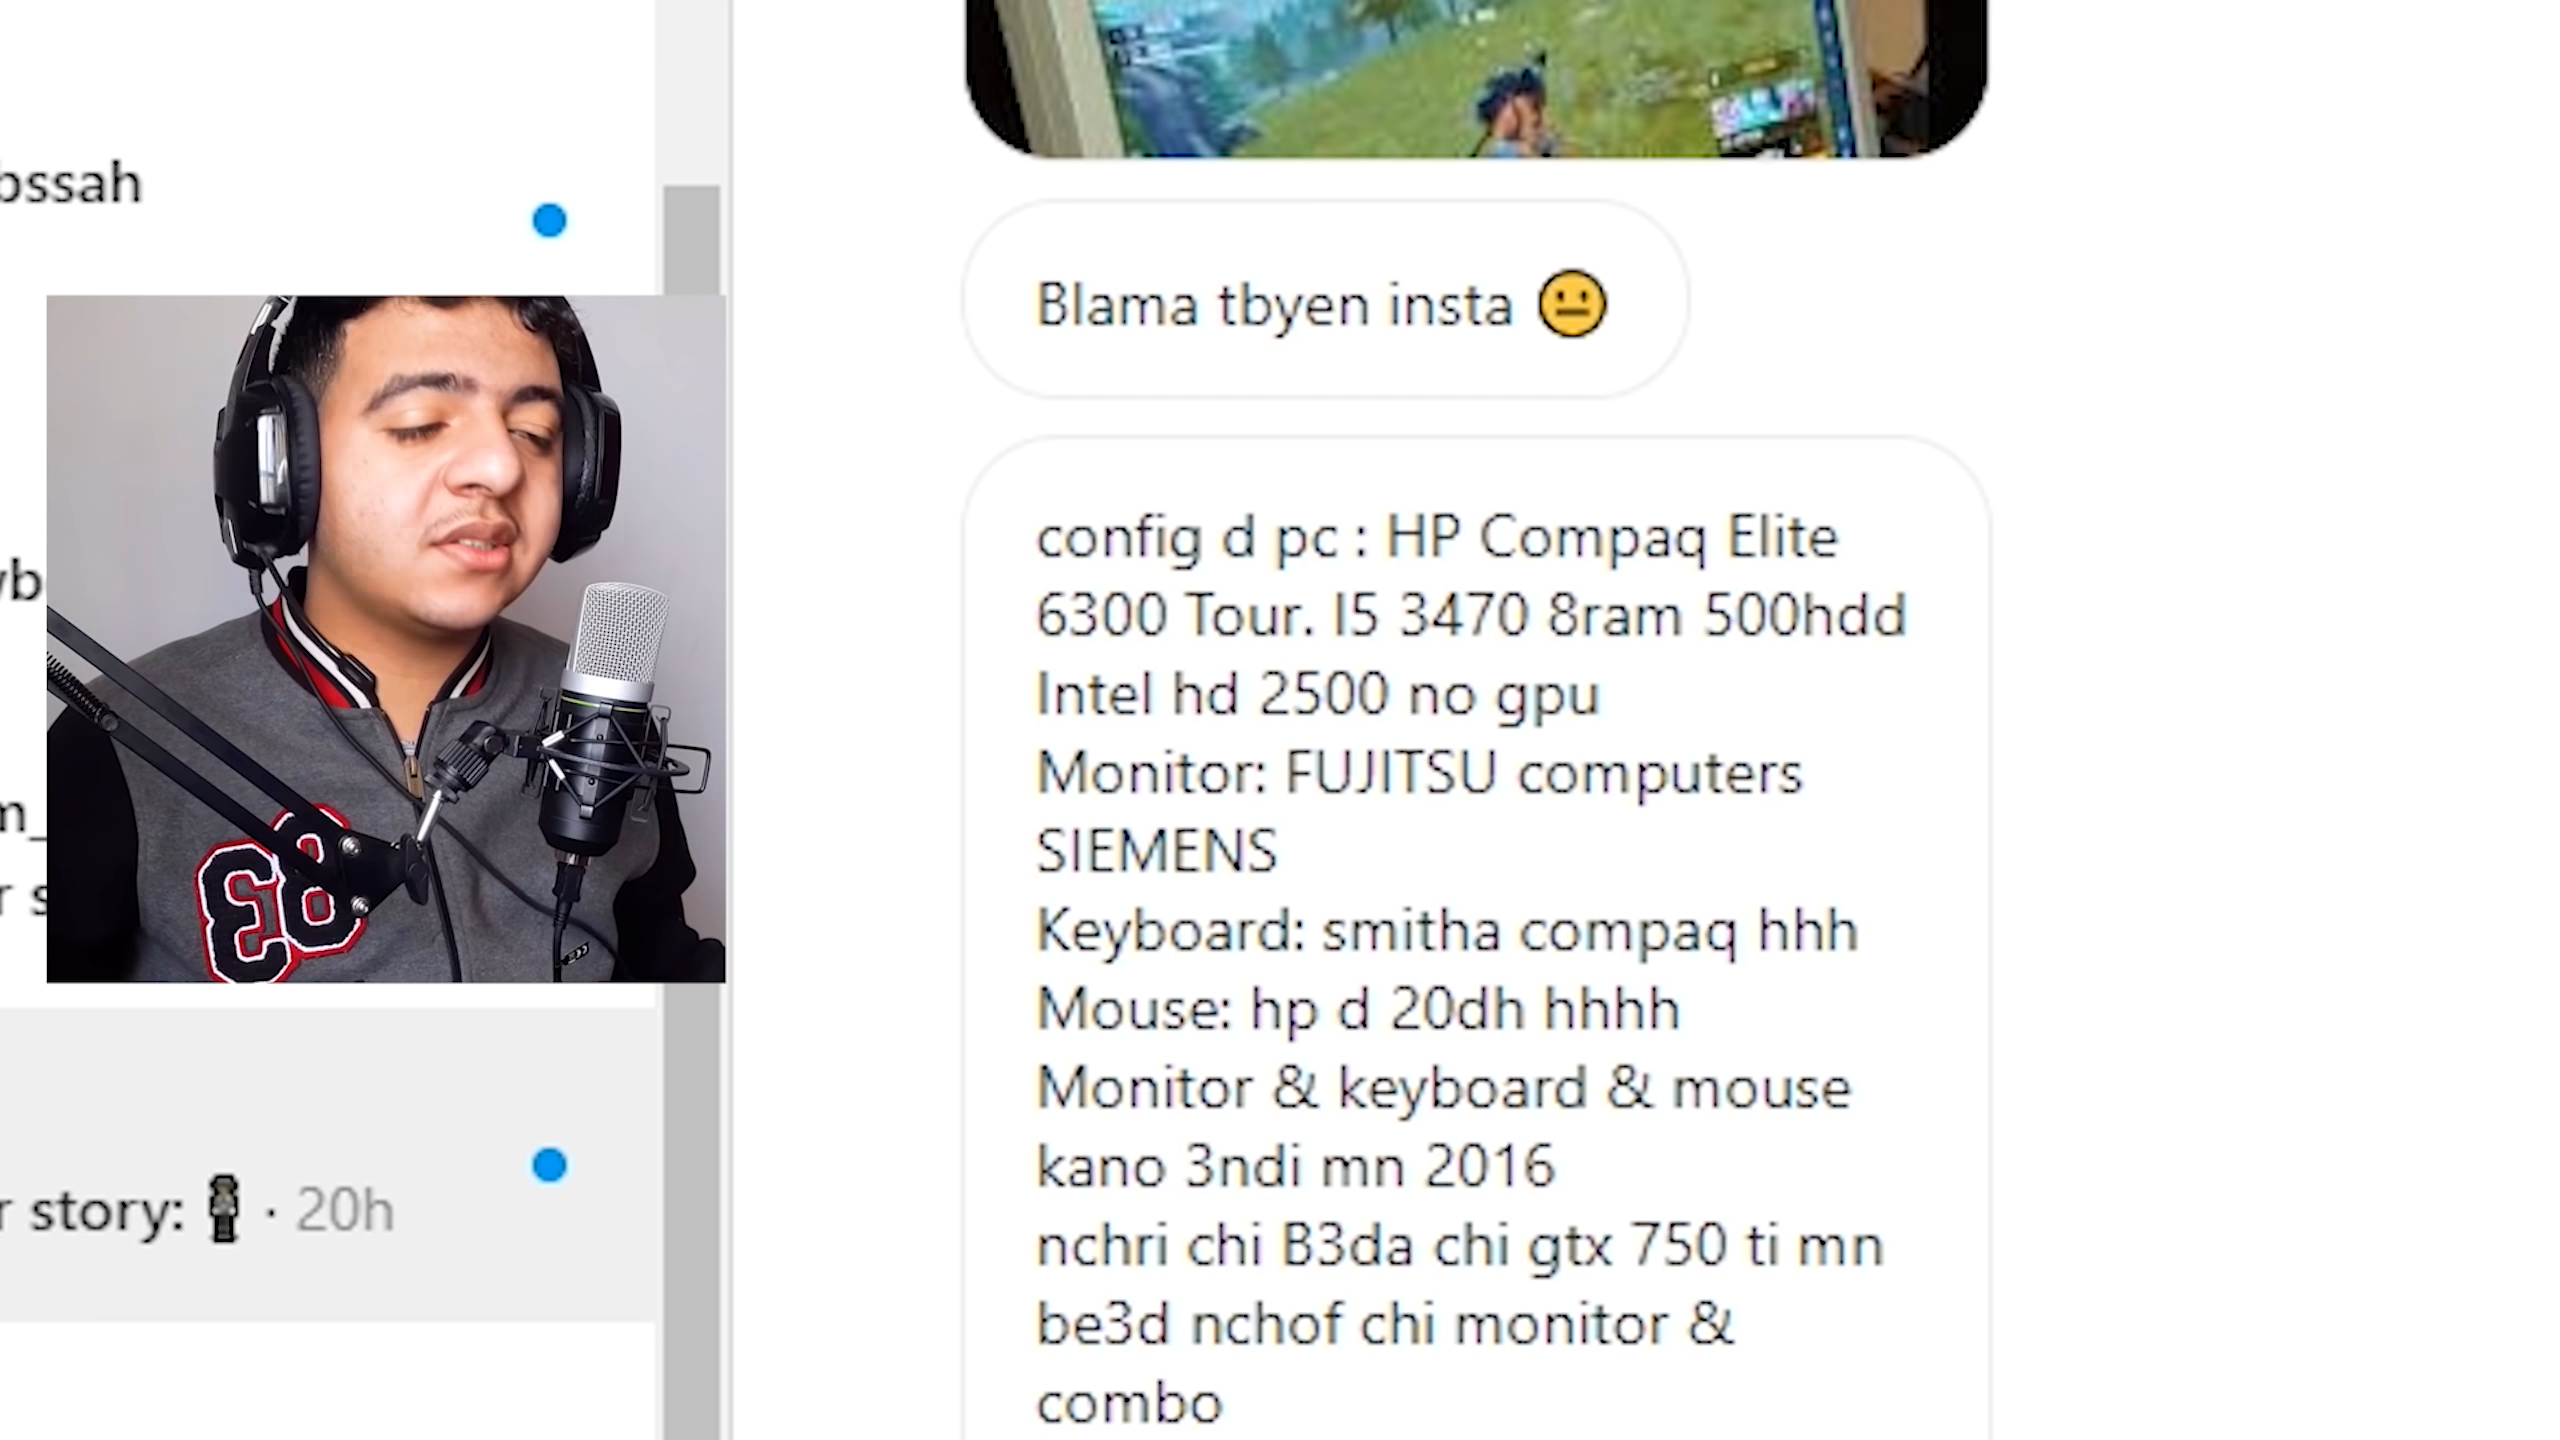 bssah
Blama tbyen insta 😐
config d pc : HP Compaq Elite
6300 Tour. I5 3470 8ram 500hdd
Intel hd 2500 no gpu
Monitor: FUJITSU computers
SIEMENS
Keyboard: smitha compaq hhh
Mouse: hp d 20dh hhhh
Monitor & keyboard & mouse
kano 3ndi mn 2016
nchri chi B3da chi gtx 750 ti mn
be3d nchof chi monitor &
combo
r story: · 20h
83